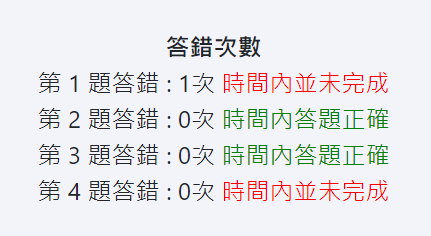 答錯次數
第 1 題答錯 : 1次 時間內並未完成
第 2 題答錯 : 0次 時間內答題正確
第 3 題答錯 : 0次 時間內答題正確
第 4 題答錯 : 0次 時間內並未完成